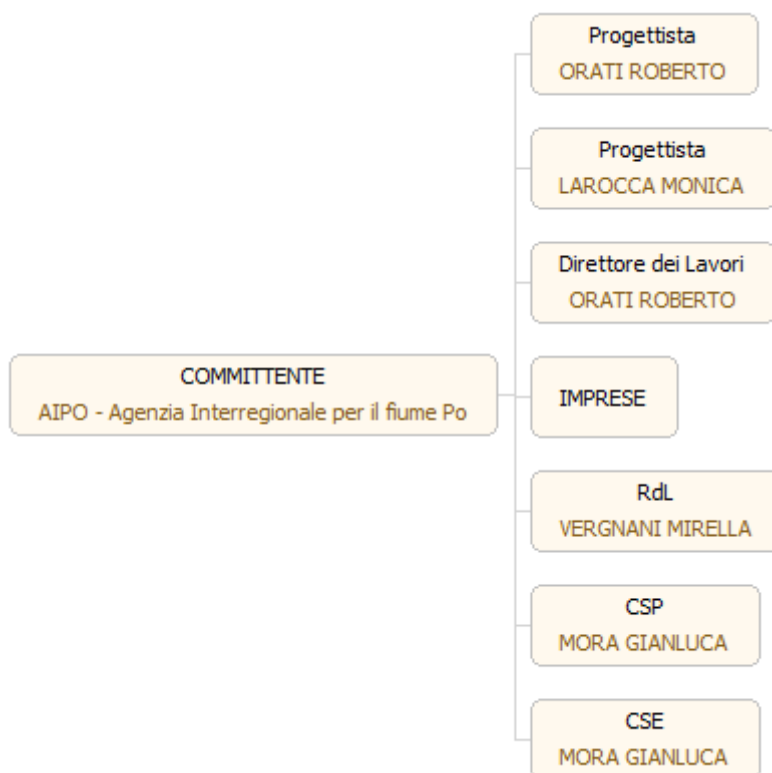 Progettista
ORATI ROBERTO
Progettista
LAROCCA MONICA
Direttore dei Lavori
ORATI ROBERTO
COMMITTENTE
AIPO - Agenzia Interregionale per il fiume Po
IMPRESE
RdL
VERGNANI MIRELLA
CSP
MORA GIANLUCA
CSE
MORA GIANLUCA